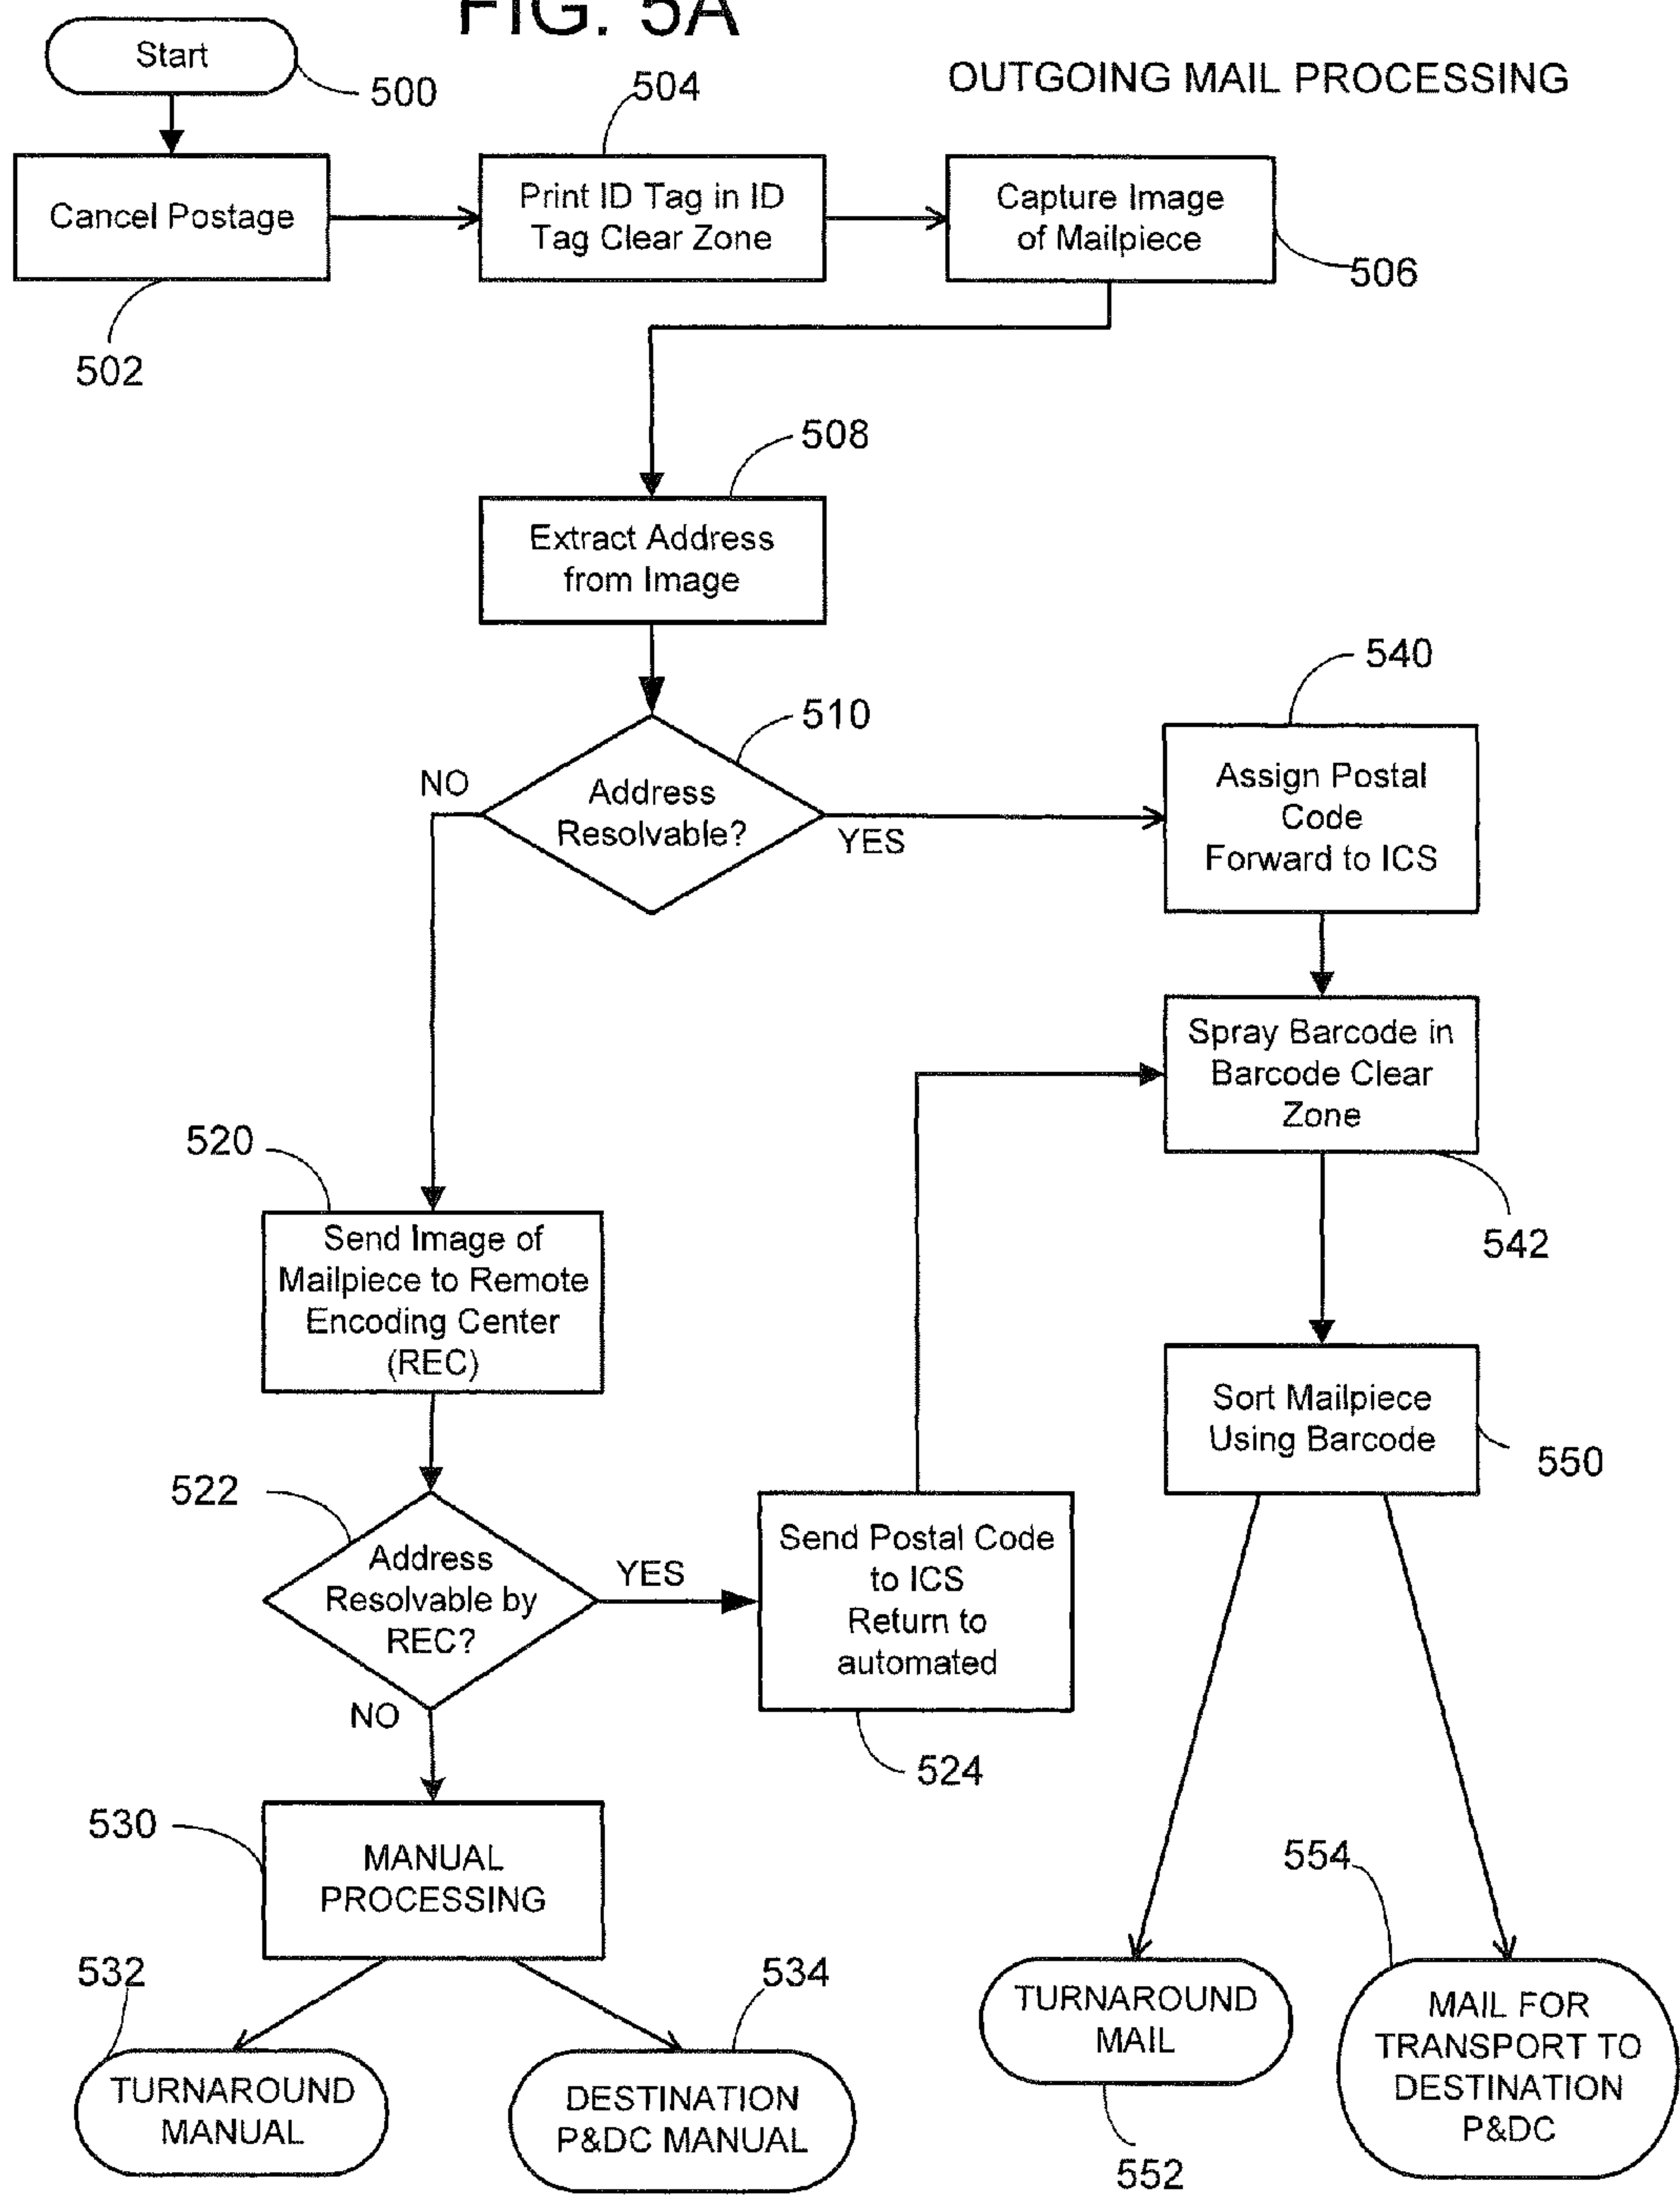 FIG. 5A
OUTGOING MAIL PROCESSING
Start
500
504
Cancel Postage
502
Print ID Tag in ID
Tag Clear Zone
Capture Image
of Mailpiece
506
508
Extract Address
from Image
510
Address
Resolvable?
NO
YES
540
Assign Postal
Code
Forward to ICS
Spray Barcode in
Barcode Clear
Zone
542
520
Send Image of
Mailpiece to Remote
Encoding Center
(REC)
Sort Mailpiece
Using Barcode
550
522
Address
Resolvable by
REC?
YES
NO
Send Postal Code
to ICS
Return to
automated
524
530
MANUAL
PROCESSING
532
534
TURNAROUND
MANUAL
DESTINATION
P&DC MANUAL
554
TURNAROUND
MAIL
552
MAIL FOR
TRANSPORT TO
DESTINATION
P&DC